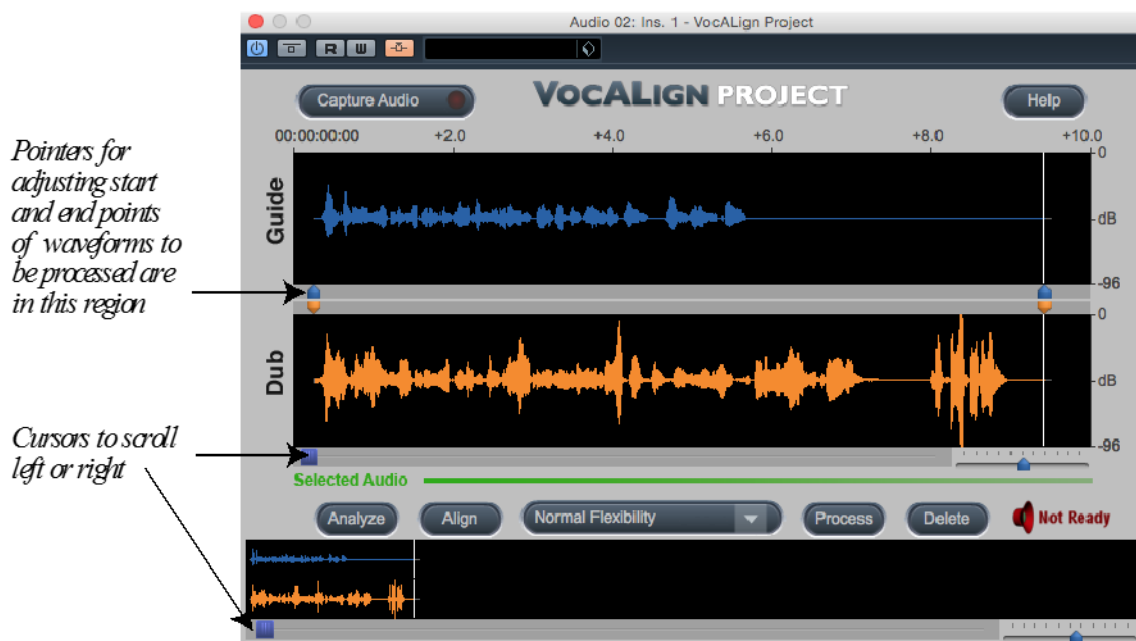 Audio 02: Ins. 1 - VocALign Project
R W
Capture Audio
VOCALIGN PROJECT
Help
00:00:00:00 +2.0 +4.0 +6.0 +8.0 +10.0
Pointers for
adjusting start
and end points
of waveforms to
be processed are
in this region
Guide
0
dB
-96
Dub
0
dB
-96
Cursors to scroll
left or right
Selected Audio
Analyze
Align
Normal Flexibility
Process
Delete
Not Ready